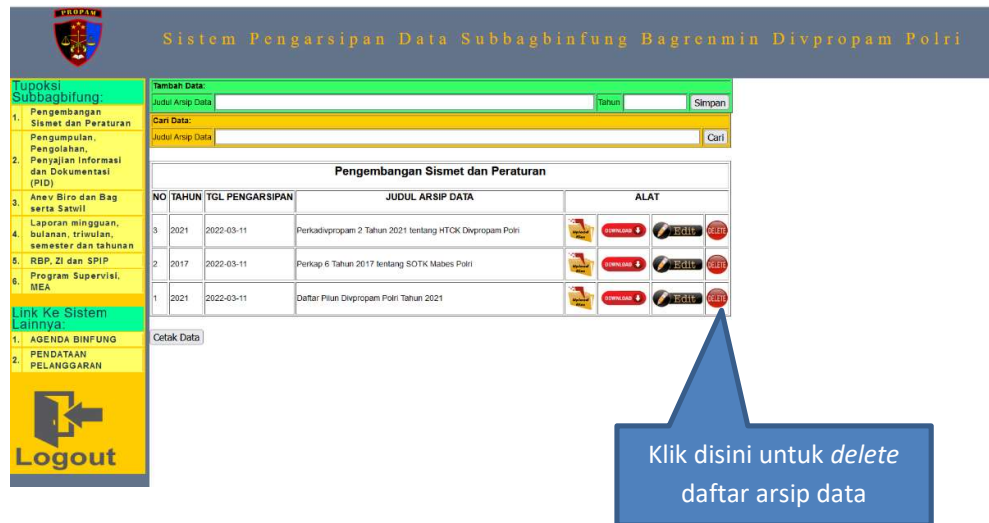 PROPAM
Sistem Pengarsipan Data Subbagbinfung Bagrenmin Divpropam Polri
Tupoksi
Subbagbifung:
1. Pengembangan
Sismet dan Peraturan
2. Pengumpulan,
Pengolahan,
Penyajian Informasi
dan Dokumentasi
(PID)
3. Anev Biro dan Bag
serta Satwil
4. Laporan mingguan,
bulanan, triwulan,
semester dan tahunan
5. RBP, ZI dan SPIP
6. Program Supervisi,
MEA
Link Ke Sistem
Lainnya:
1. AGENDA BINFUNG
2. PENDATAAN
PELANGGARAN
Logout
Tambah Data:
Judul Arsip Data Tahun Simpan
Cari Data:
Judul Arsip Data Cari
Pengembangan Sismet dan Peraturan
NO TAHUN TGL PENGARSIPAN JUDUL ARSIP DATA ALAT
3 2021 2022-03-11 Perkadivpropam 2 Tahun 2021 tentang HTCK Divpropam Polri Upload files DOWNLOAD Edit DELETE
2 2017 2022-03-11 Perkap 6 Tahun 2017 tentang SOTK Mabes Polri Upload files DOWNLOAD Edit DELETE
1 2021 2022-03-11 Daftar Pilun Divpropam Polri Tahun 2021 Upload files DOWNLOAD Edit DELETE
Cetak Data
Klik disini untuk delete
daftar arsip data